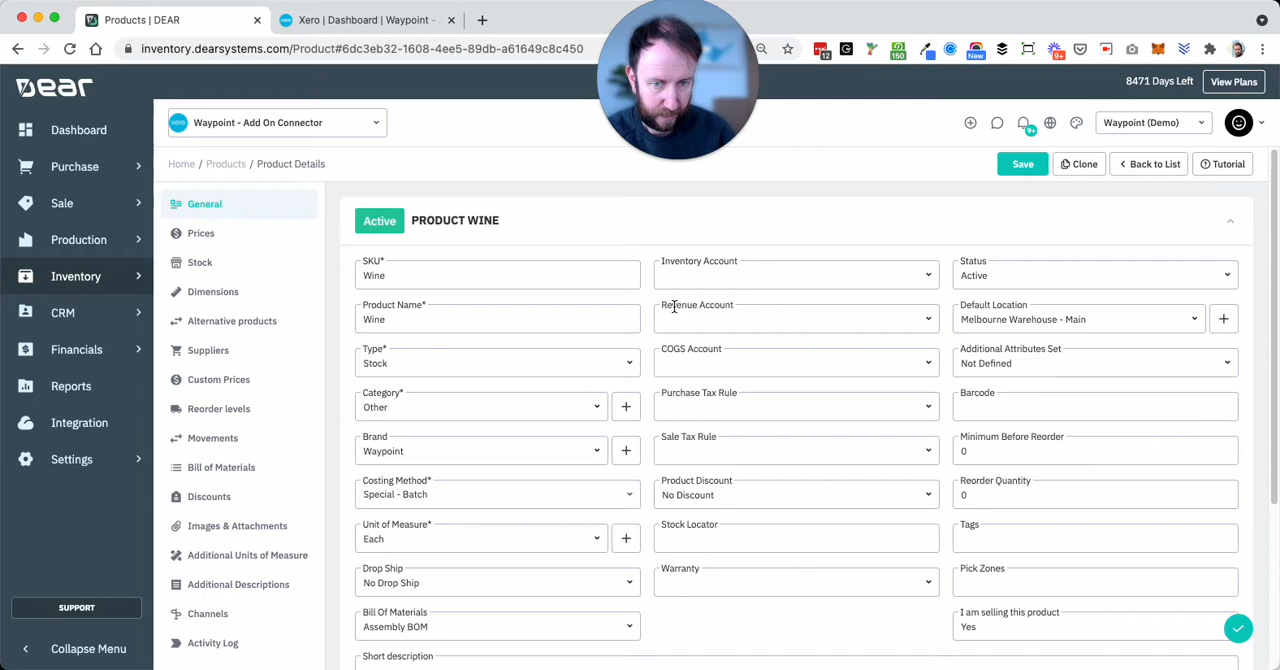 Products | DEAR
Xero | Dashboard | Waypoint -
inventory.dearsystems.com/Product#6dc3eb32-1608-4ee5-89db-a61649c8c450
12
150
New
9+
DEAR
8471 Days Left
View Plans
Waypoint - Add On Connector
9+
Waypoint (Demo)
Home / Products / Product Details
Save
Clone
Back to List
Tutorial
Dashboard
Purchase
Sale
Production
Inventory
CRM
Financials
Reports
Integration
Settings
SUPPORT
Collapse Menu
General
Prices
Stock
Dimensions
Alternative products
Suppliers
Custom Prices
Reorder levels
Movements
Bill of Materials
Discounts
Images & Attachments
Additional Units of Measure
Additional Descriptions
Channels
Activity Log
Active PRODUCT WINE
SKU*
Wine
Product Name*
Wine
Type*
Stock
Category*
Other
Brand
Waypoint
Costing Method*
Special - Batch
Unit of Measure*
Each
Drop Ship
No Drop Ship
Bill Of Materials
Assembly BOM
Short description
Inventory Account
Revenue Account
COGS Account
Purchase Tax Rule
Sale Tax Rule
Product Discount
No Discount
Stock Locator
Warranty
Status
Active
Default Location
Melbourne Warehouse - Main
Additional Attributes Set
Not Defined
Barcode
Minimum Before Reorder
0
Reorder Quantity
0
Tags
Pick Zones
I am selling this product
Yes